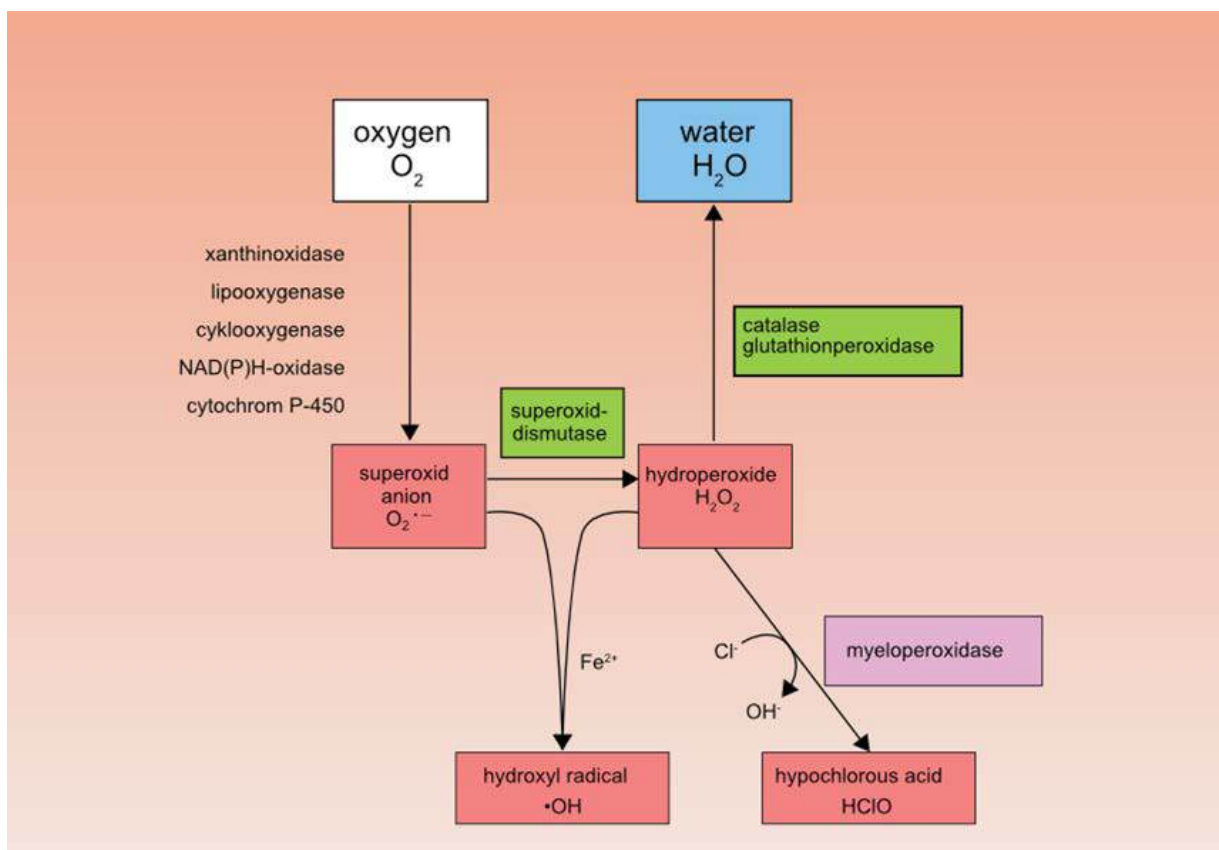 oxygen
O₂
water
H₂O
xanthinoxidase
lipooxygenase
cyklooxygenase
NAD(P)H-oxidase
cytochrom P-450
catalase
glutathionperoxidase
superoxid-
dismutase
superoxid
anion
O₂˙⁻
hydroperoxide
H₂O₂
Fe²⁺
Cl⁻
OH⁻
myeloperoxidase
hydroxyl radical
•OH
hypochlorous acid
HClO